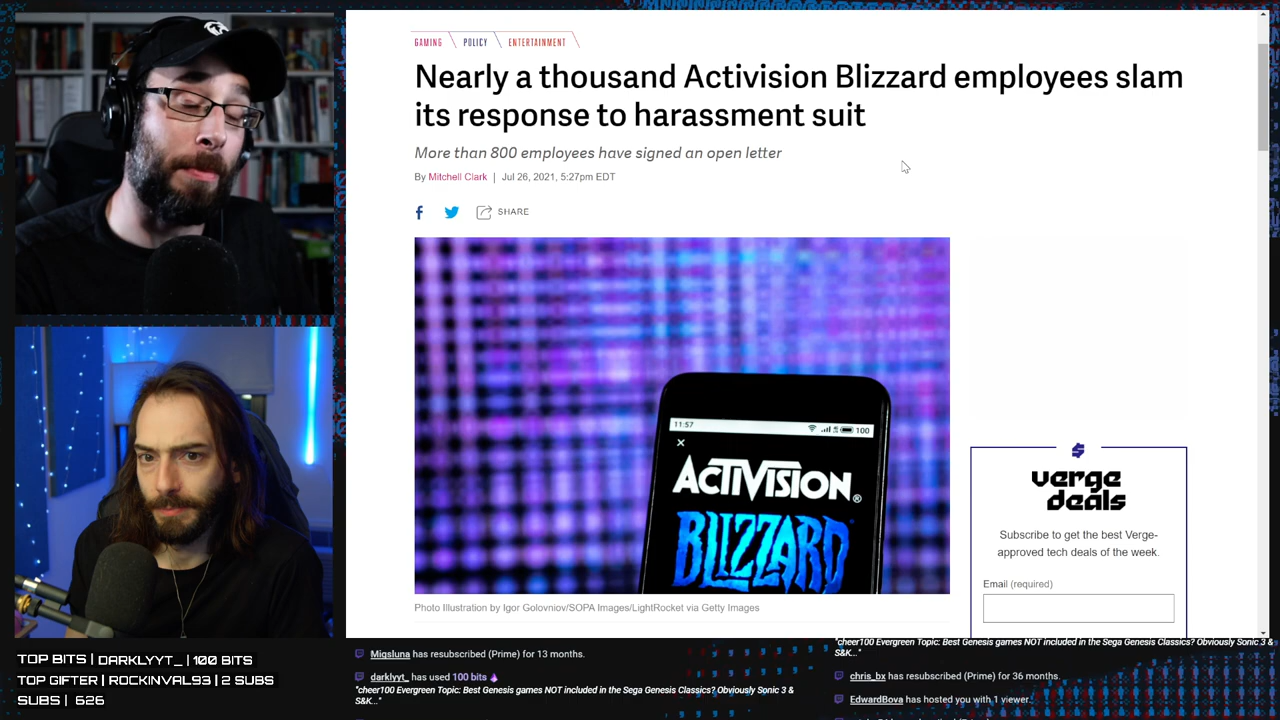 GAMING
POLICY
ENTERTAINMENT
Nearly a thousand Activision Blizzard employees slam
its response to harassment suit
More than 800 employees have signed an open letter
By Mitchell Clark | Jul 26, 2021, 5:27pm EDT
SHARE
11:57
100
ACTIVISION®
BLIZZARD
verge
deals
Subscribe to get the best Verge-
approved tech deals of the week.
Email (required)
Photo Illustration by Igor Golovniov/SOPA Images/LightRocket via Getty Images
TOP BITS | DARKLYYT_ | 100 BITS
TOP GIFTER | ROCKINVAL93 | 2 SUBS
SUBS | 626
Migsluna has resubscribed (Prime) for 13 months.
darklyyt_ has used 100 bits
"cheer100 Evergreen Topic: Best Genesis games NOT included in the Sega Genesis Classics? Obviously Sonic 3 &
S&K..."
"cheer100 Evergreen Topic: Best Genesis games NOT included in the Sega Genesis Classics? Obviously Sonic 3 &
S&K..."
chris_bx has resubscribed (Prime) for 36 months.
EdwardBova has hosted you with 1 viewer.